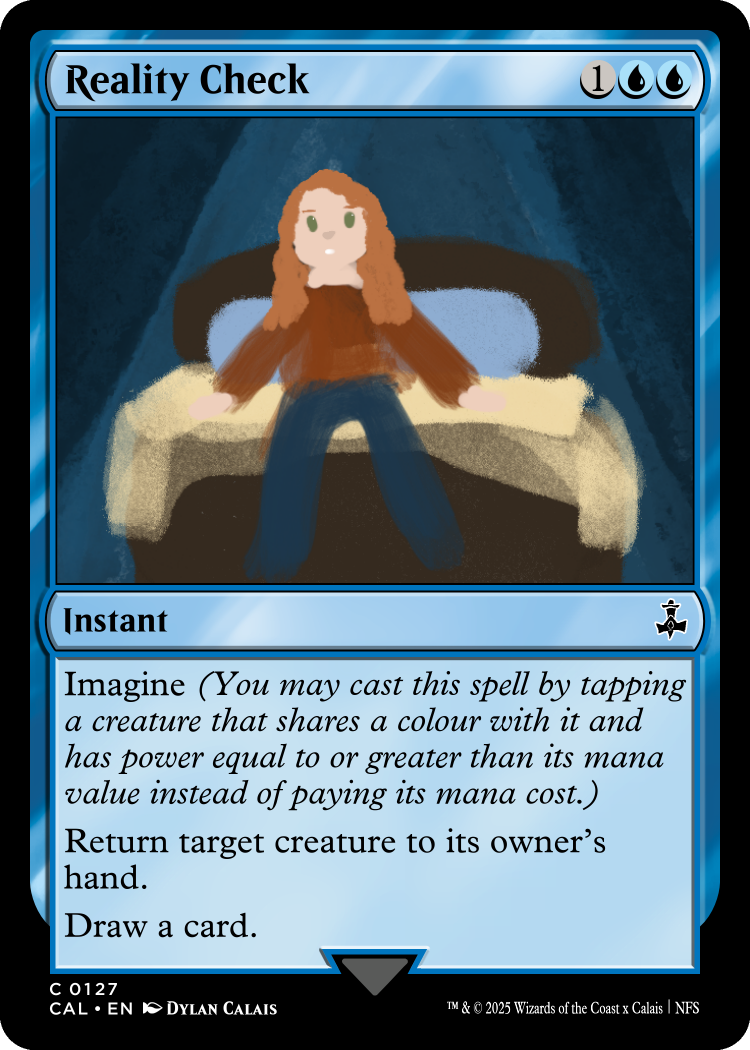 Reality Check 1
Instant
Imagine (You may cast this spell by tapping
a creature that shares a colour with it and
has power equal to or greater than its mana
value instead of paying its mana cost.)
Return target creature to its owner's
hand.
Draw a card.
C 0127
CAL • EN DYLAN CALAIS
™ & © 2025 Wizards of the Coast x Calais | NFS